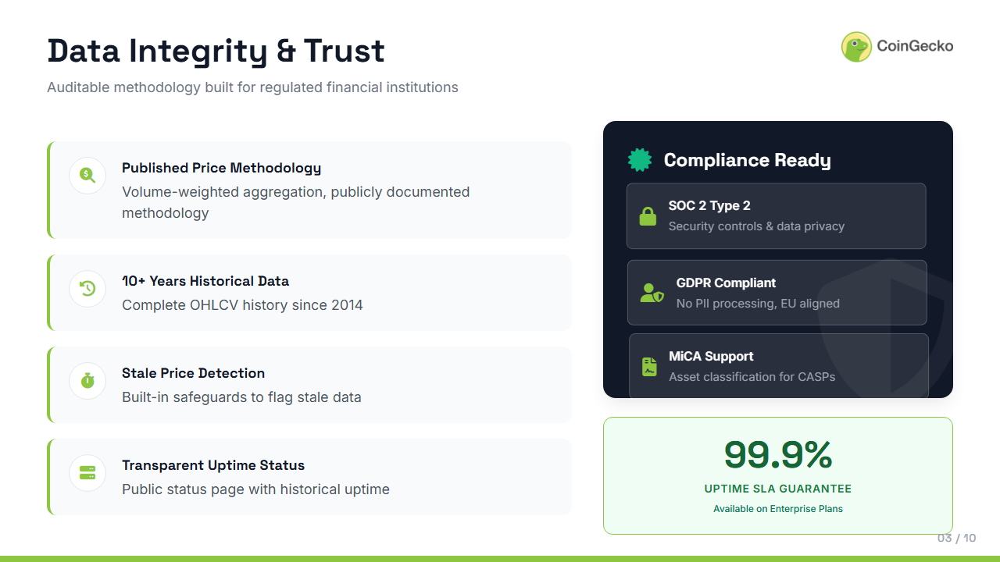 Data Integrity & Trust
CoinGecko
Auditable methodology built for regulated financial institutions
Published Price Methodology
Volume-weighted aggregation, publicly documented
methodology
10+ Years Historical Data
Complete OHLCV history since 2014
Stale Price Detection
Built-in safeguards to flag stale data
Transparent Uptime Status
Public status page with historical uptime
Compliance Ready
SOC 2 Type 2
Security controls & data privacy
GDPR Compliant
No PII processing, EU aligned
MiCA Support
Asset classification for CASPs
99.9%
UPTIME SLA GUARANTEE
Available on Enterprise Plans
03 / 10